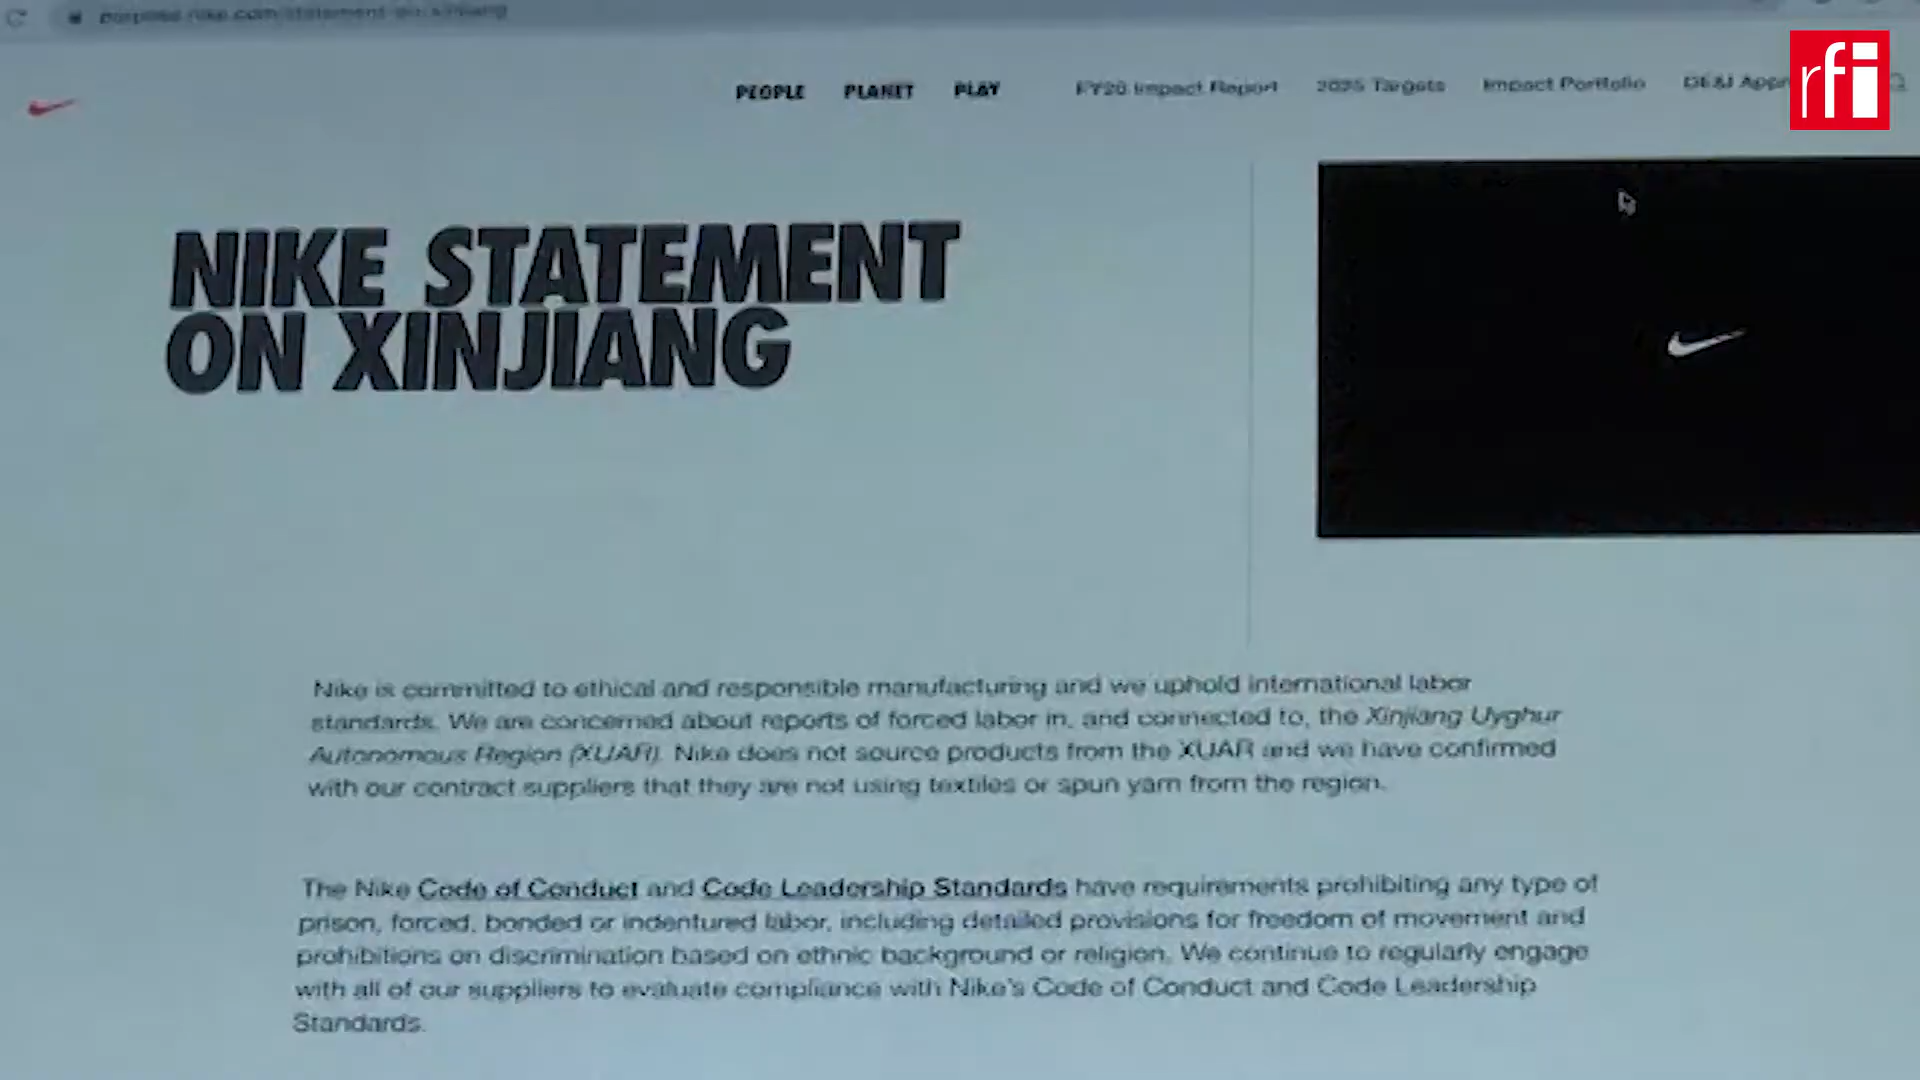 purpose.nike.com/statement-on-xinjiang
PEOPLE PLANET PLAY FY20 Impact Report 2025 Targets Impact Portfolio DE&I
rfi
NIKE STATEMENT
ON XINJIANG
Nike is committed to ethical and responsible manufacturing and we uphold international labor
standards. We are concerned about reports of forced labor in, and connected to, the Xinjiang Uyghur
Autonomous Region (XUAR). Nike does not source products from the XUAR and we have confirmed
with our contract suppliers that they are not using textiles or spun yarn from the region.
The Nike Code of Conduct and Code Leadership Standards have requirements prohibiting any type of
prison, forced, bonded or indentured labor, including detailed provisions for freedom of movement and
prohibitions on discrimination based on ethnic background or religion. We continue to regularly engage
with all of our suppliers to evaluate compliance with Nike's Code of Conduct and Code Leadership
Standards.